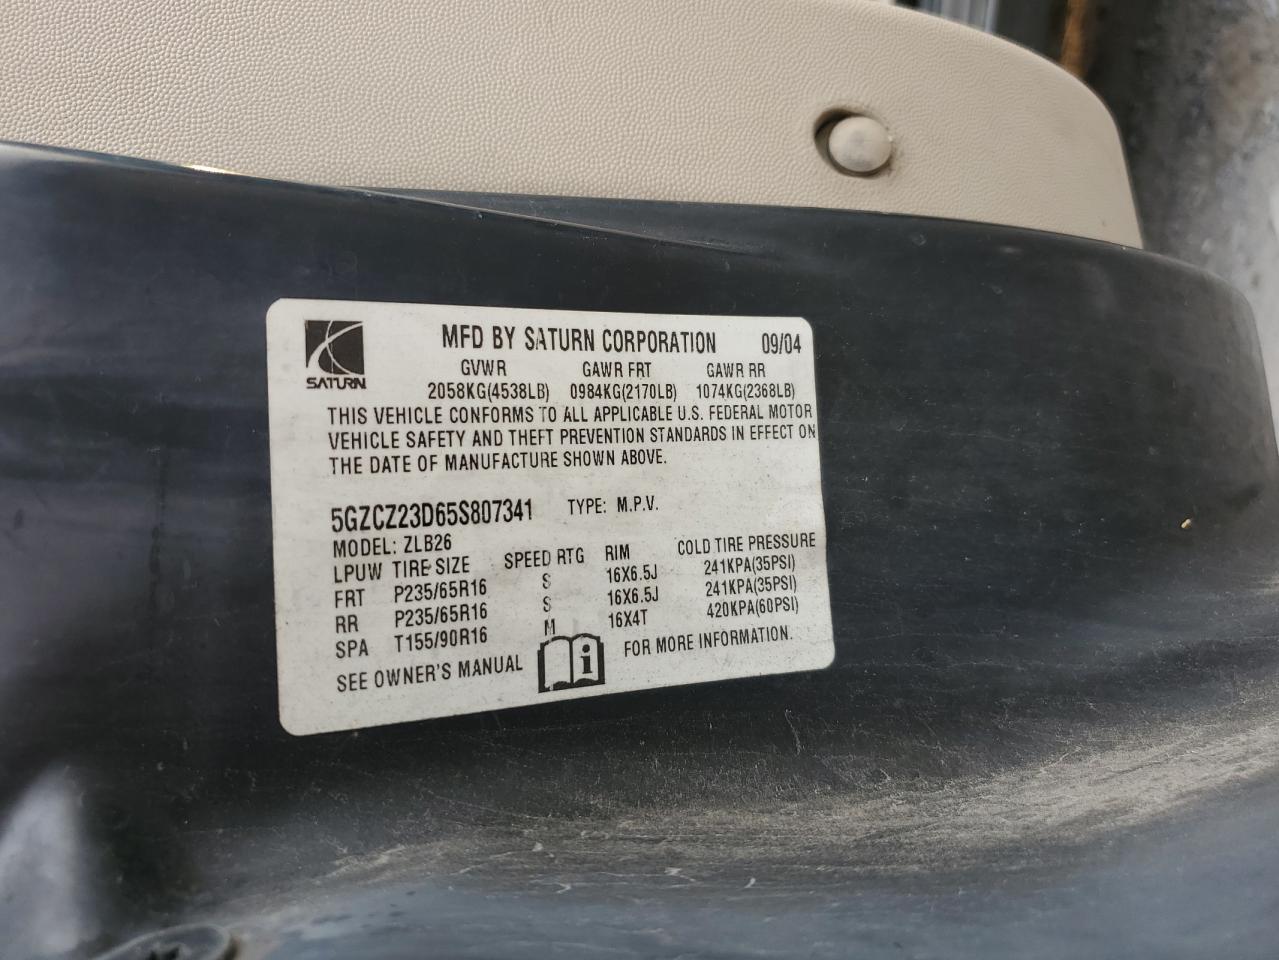 SATURN
MFD BY SATURN CORPORATION 09/04
GVWR GAWR FRT GAWR RR
2058KG(4538LB) 0984KG(2170LB) 1074KG(2368LB)
THIS VEHICLE CONFORMS TO ALL APPLICABLE U.S. FEDERAL MOTOR
VEHICLE SAFETY AND THEFT PREVENTION STANDARDS IN EFFECT ON
THE DATE OF MANUFACTURE SHOWN ABOVE.
5GZCZ23D65S807341 TYPE: M.P.V.
MODEL: ZLB26
LPUW TIRE SIZE SPEED RTG RIM COLD TIRE PRESSURE
FRT P235/65R16 S 16X6.5J 241KPA(35PSI)
RR P235/65R16 S 16X6.5J 241KPA(35PSI)
SPA T155/90R16 M 16X4T 420KPA(60PSI)
SEE OWNER'S MANUAL i FOR MORE INFORMATION.